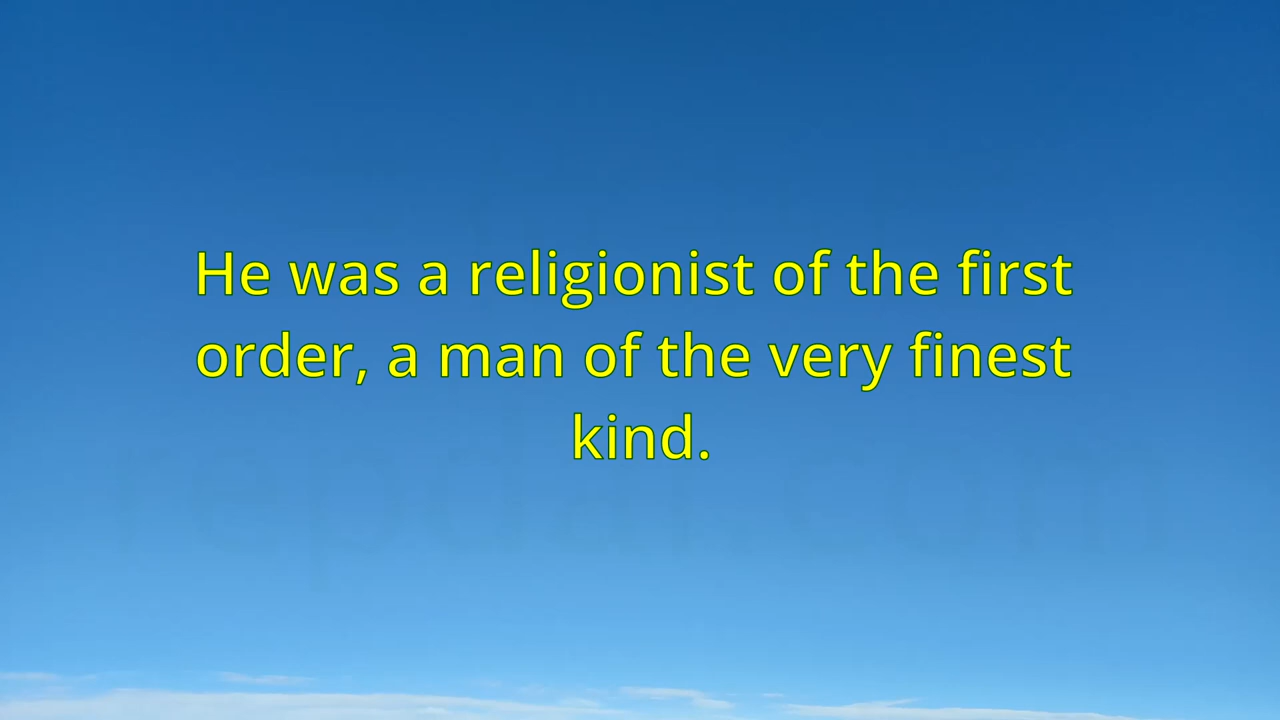 He was a religionist of the first
order, a man of the very finest
kind.